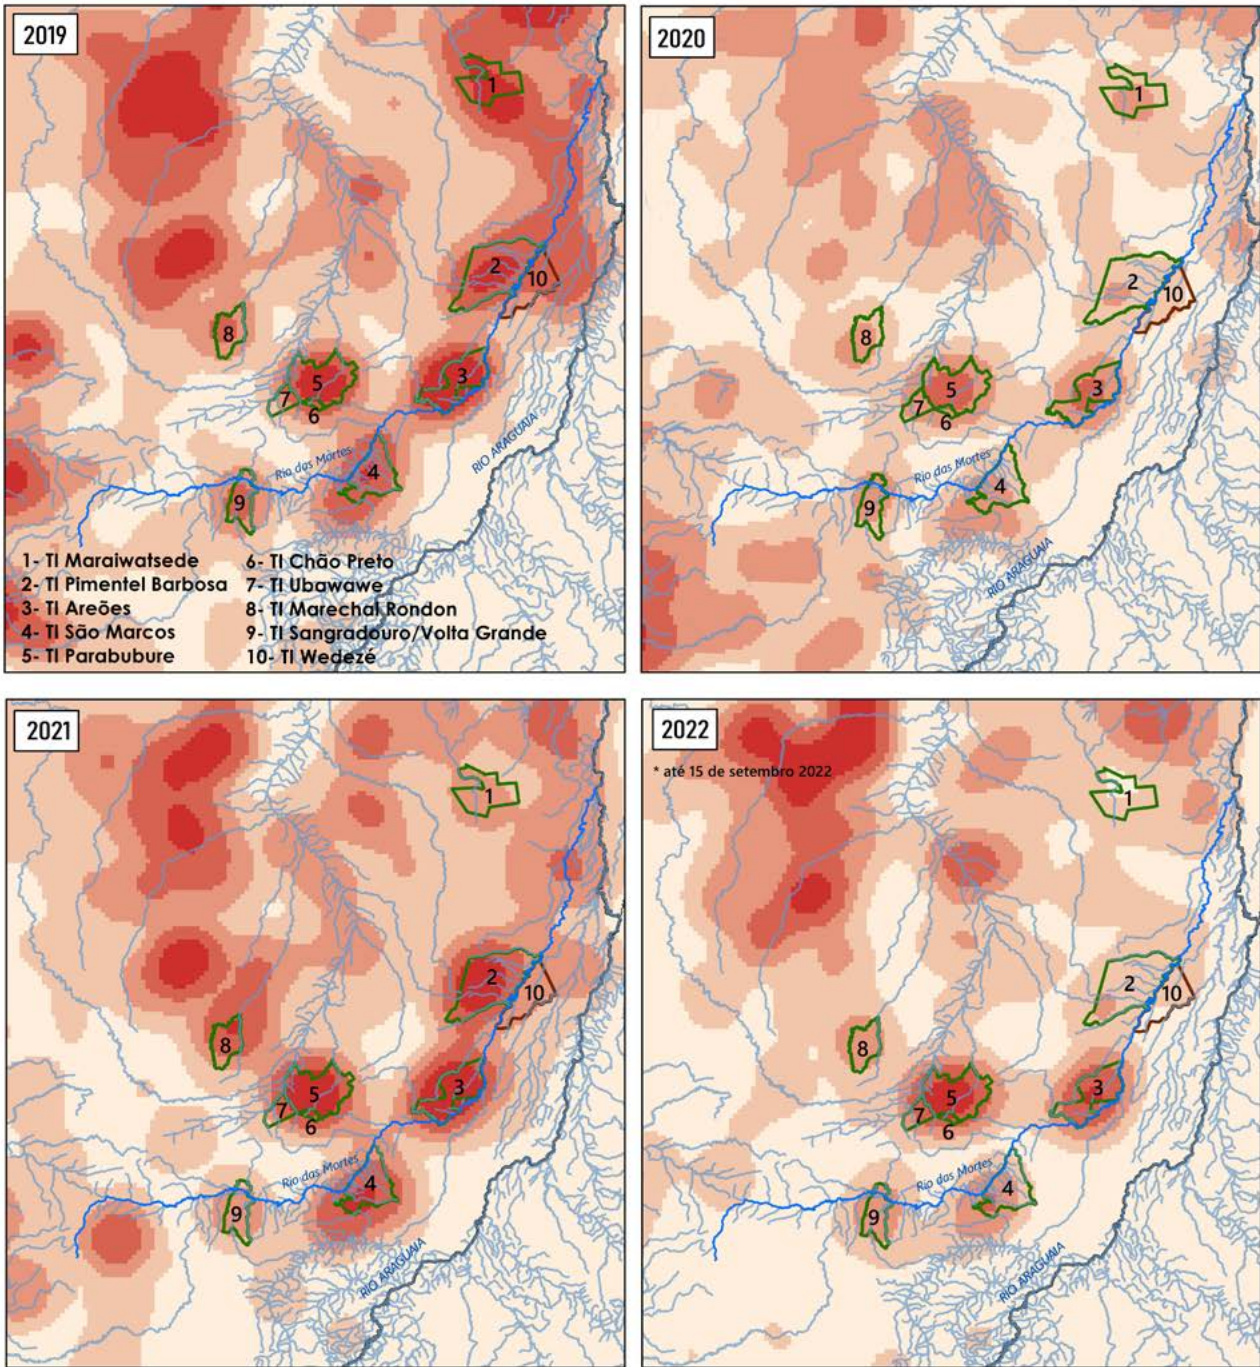 2019
1
2
10
8
3
5
7
6
RIO ARAGUAIA
Rio das Mortes
4
9
1- TI Maraiwatsede
2- TI Pimentel Barbosa
3- TI Areões
4- TI São Marcos
5- TI Parabubure
6- TI Chão Preto
7- TI Ubawawe
8- TI Marechal Rondon
9- TI Sangradouro/Volta Grande
10- TI Wedezé
2020
1
2
10
8
5
3
7
6
Rio das Mortes
4
9
RIO ARAGUAIA
2021
1
2
10
8
3
5
7
6
Rio das Mortes
4
9
RIO ARAGUAIA
2022
* até 15 de setembro 2022
1
2
10
8
3
5
7
6
Rio das Mortes
4
9
RIO ARAGUAIA